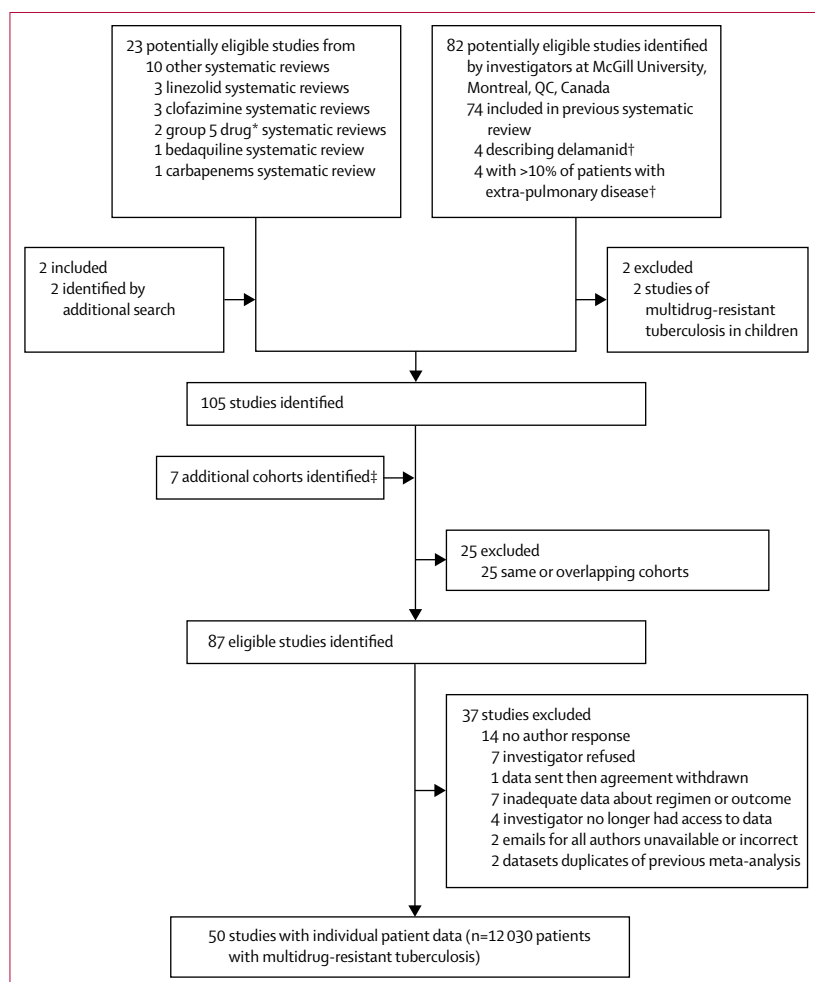 23 potentially eligible studies from
10 other systematic reviews
3 linezolid systematic reviews
3 clofazimine systematic reviews
2 group 5 drug* systematic reviews
1 bedaquiline systematic review
1 carbapenems systematic review
82 potentially eligible studies identified
by investigators at McGill University,
Montreal, QC, Canada
74 included in previous systematic
review
4 describing delamanid†
4 with >10% of patients with
extra-pulmonary disease†
2 included
2 identified by
additional search
2 excluded
2 studies of
multidrug-resistant
tuberculosis in children
105 studies identified
7 additional cohorts identified‡
25 excluded
25 same or overlapping cohorts
87 eligible studies identified
37 studies excluded
14 no author response
7 investigator refused
1 data sent then agreement withdrawn
7 inadequate data about regimen or outcome
4 investigator no longer had access to data
2 emails for all authors unavailable or incorrect
2 datasets duplicates of previous meta-analysis
50 studies with individual patient data (n=12 030 patients
with multidrug-resistant tuberculosis)